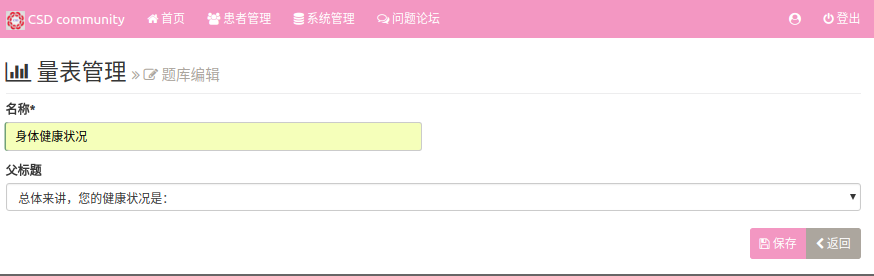 CSD community 首页 患者管理 系统管理 问题论坛 登出
量表管理 » 题库编辑
名称*
身体健康状况
父标题
总体来讲，您的健康状况是：
保存 返回